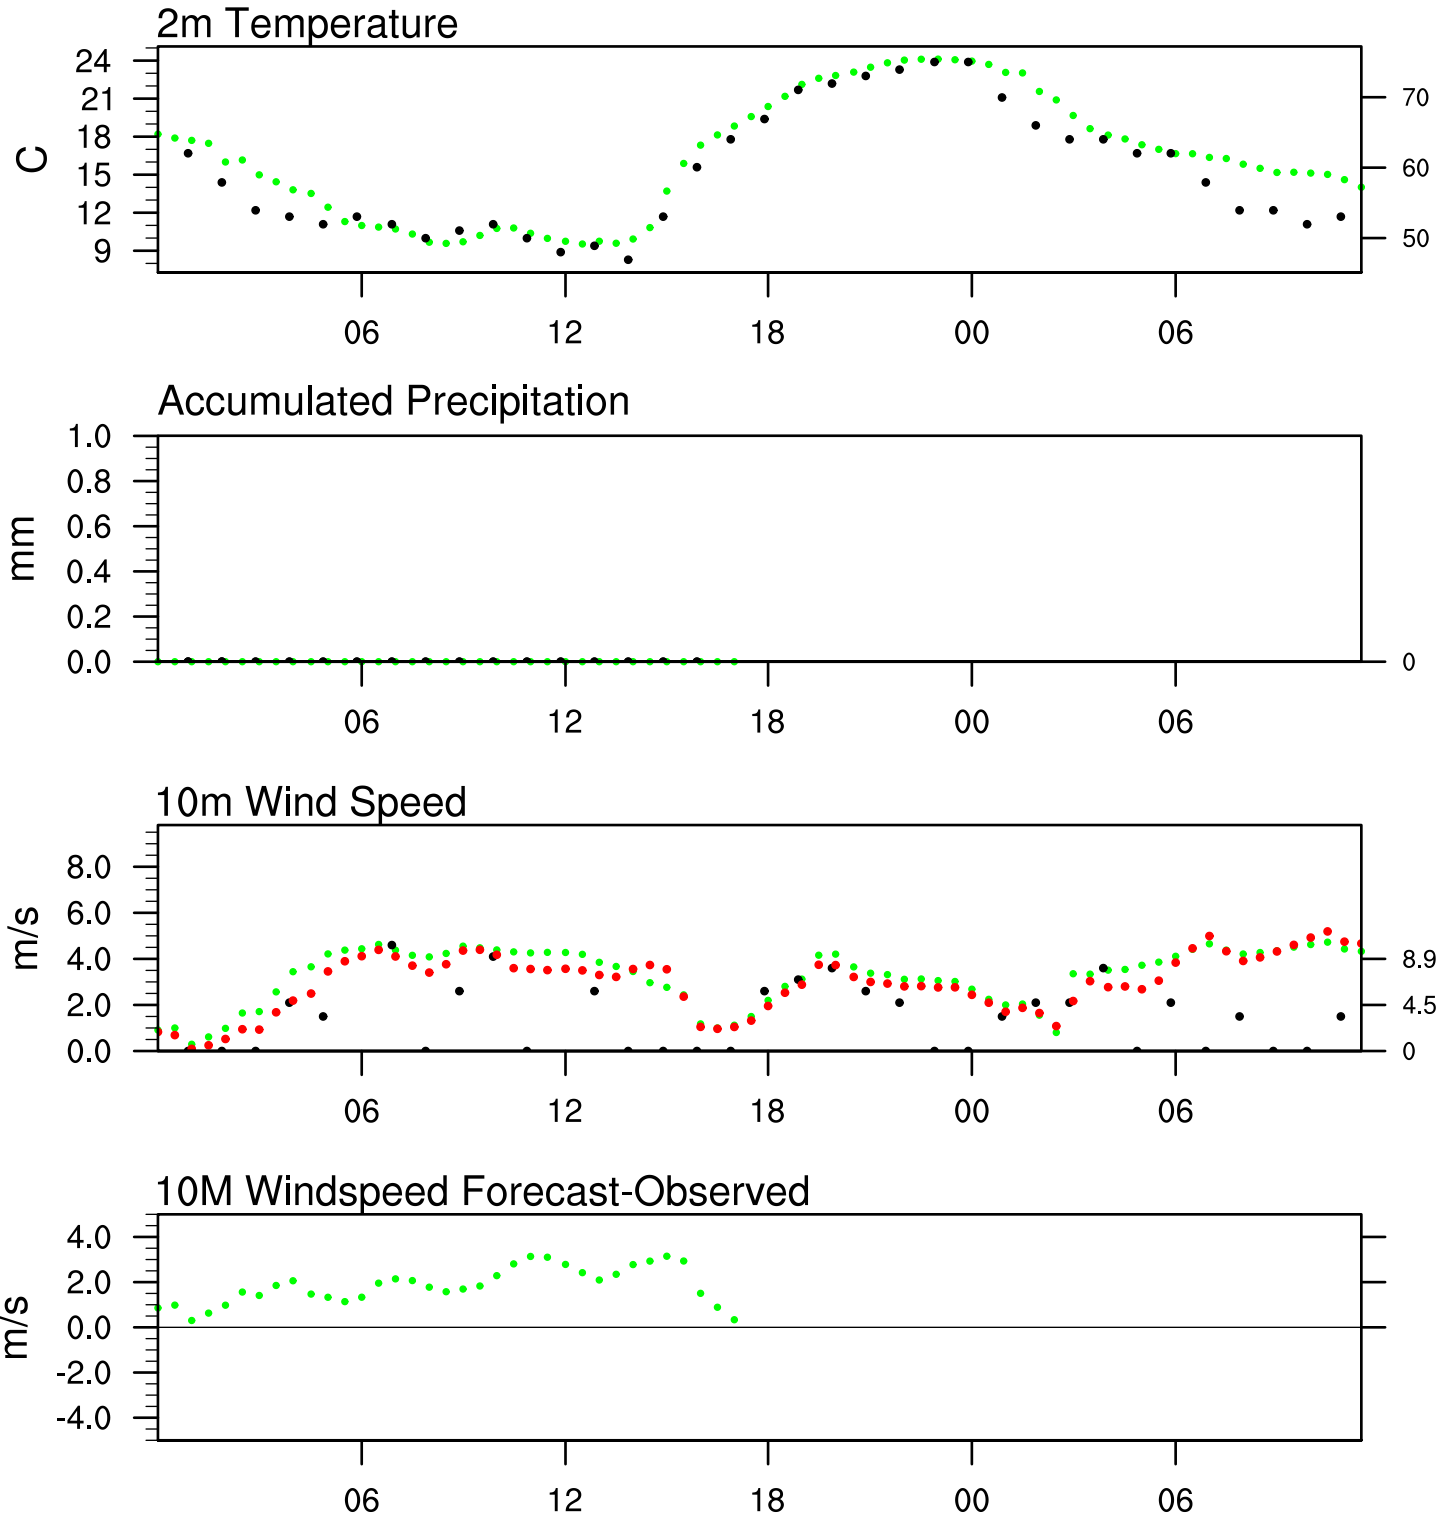 2m Temperature
24
21
18
15
12
9
C
70
60
50
06 12 18 00 06
Accumulated Precipitation
1.0
0.8
0.6
0.4
0.2
0.0
mm
0
06 12 18 00 06
10m Wind Speed
8.0
6.0
4.0
2.0
0.0
m/s
8.9
4.5
0
06 12 18 00 06
10M Windspeed Forecast-Observed
4.0
2.0
0.0
-2.0
-4.0
m/s
06 12 18 00 06